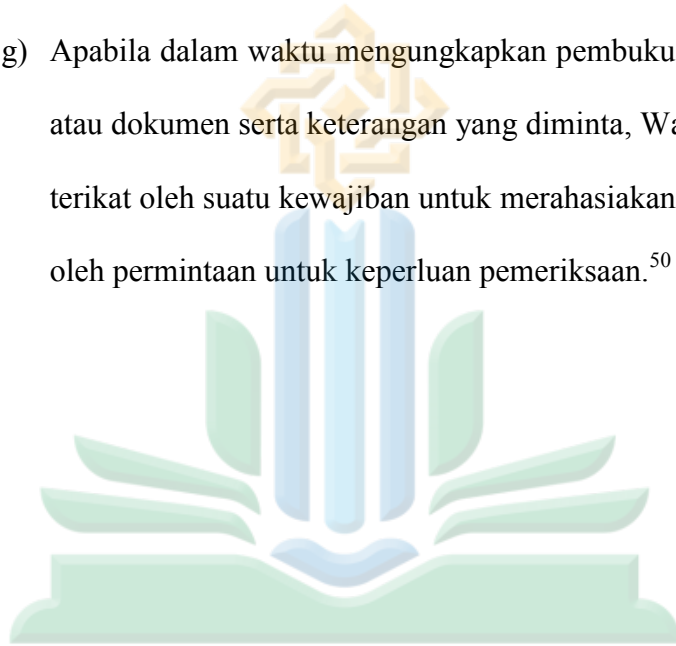 g) Apabila dalam waktu mengungkapkan pembuku
atau dokumen serta keterangan yang diminta, Wa
terikat oleh suatu kewajiban untuk merahasiakan
oleh permintaan untuk keperluan pemeriksaan.50